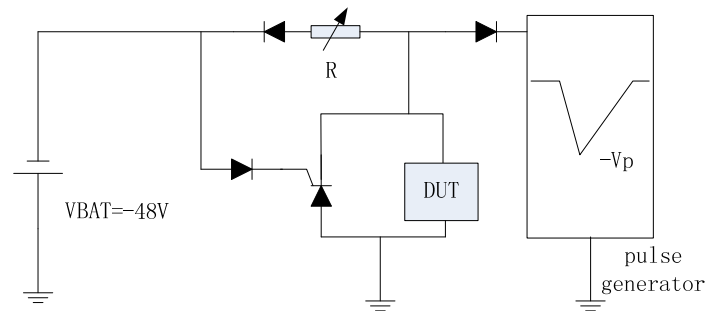 R
-Vp
DUT
VBAT=-48V
pulse
generator